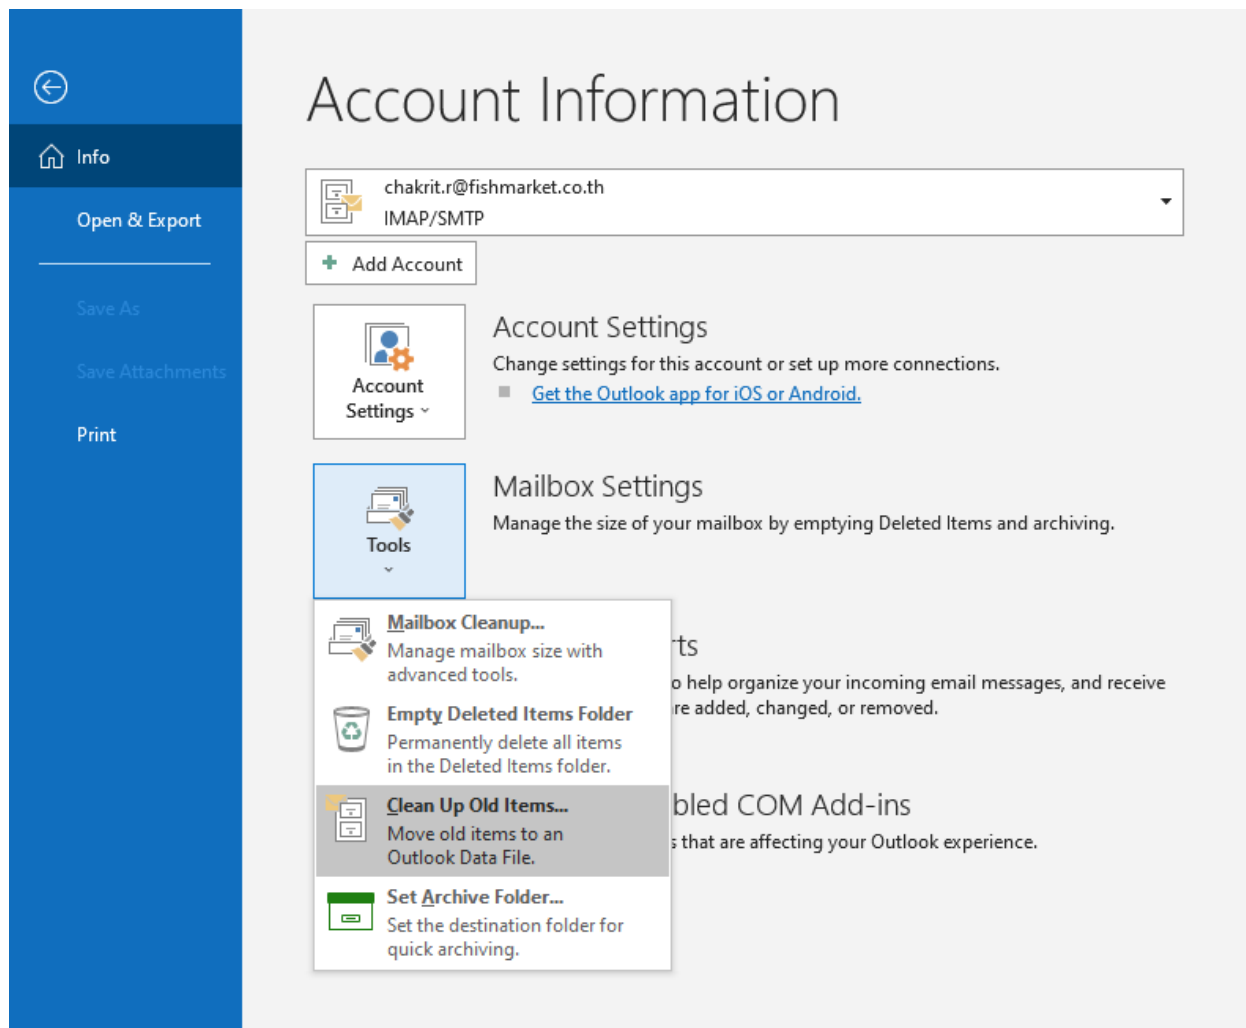 Account Information
Info
chakrit.r@fishmarket.co.th
IMAP/SMTP
Open & Export
Add Account
Save As
Save Attachments
Print
Account
Settings
Account Settings
Change settings for this account or set up more connections.
Get the Outlook app for iOS or Android.
Tools
Mailbox Settings
Manage the size of your mailbox by emptying Deleted Items and archiving.
Mailbox Cleanup...
Manage mailbox size with
advanced tools.
Empty Deleted Items Folder
Permanently delete all items
in the Deleted Items folder.
Clean Up Old Items...
Move old items to an
Outlook Data File.
Set Archive Folder...
Set the destination folder for
quick archiving.
rts
o help organize your incoming email messages, and receive
re added, changed, or removed.
bled COM Add-ins
s that are affecting your Outlook experience.